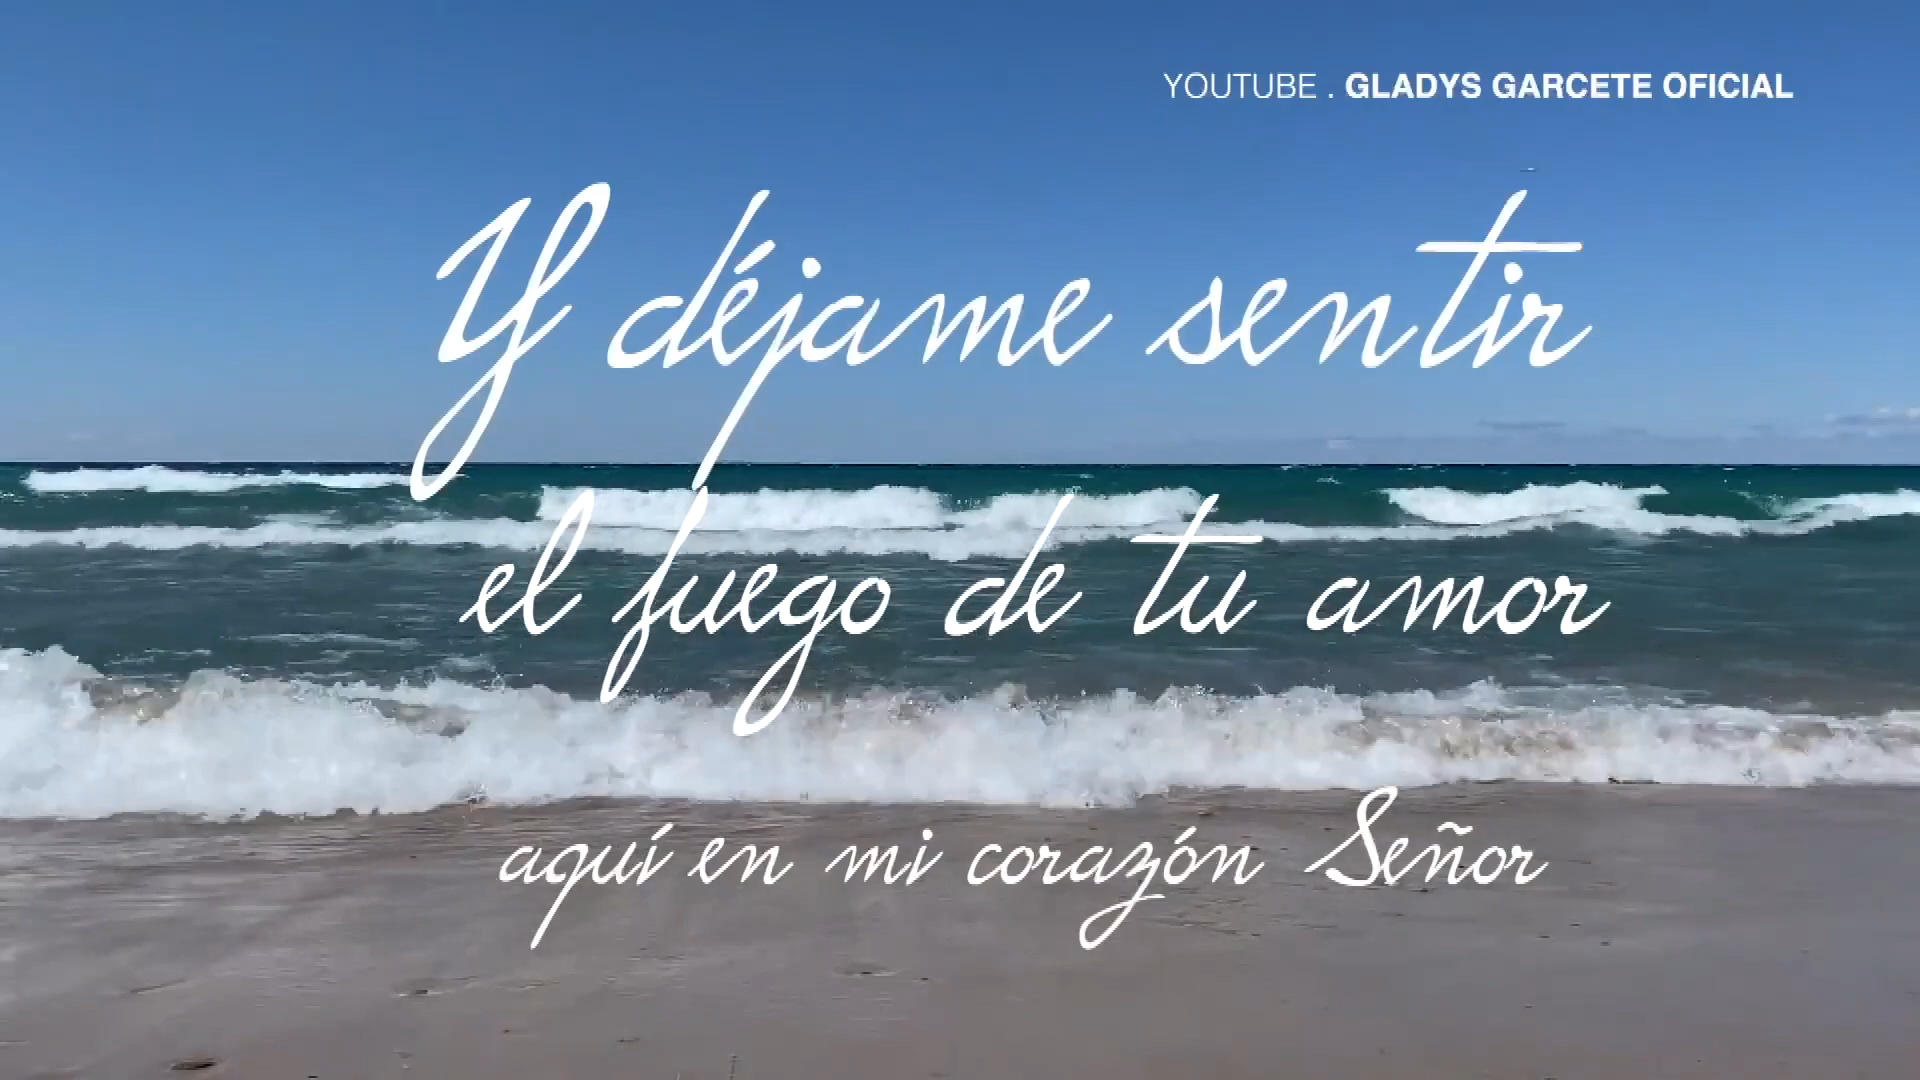 YOUTUBE . GLADYS GARCETE OFICIAL
Y déjame sentir
el fuego de tu amor
aquí en mi corazón Señor